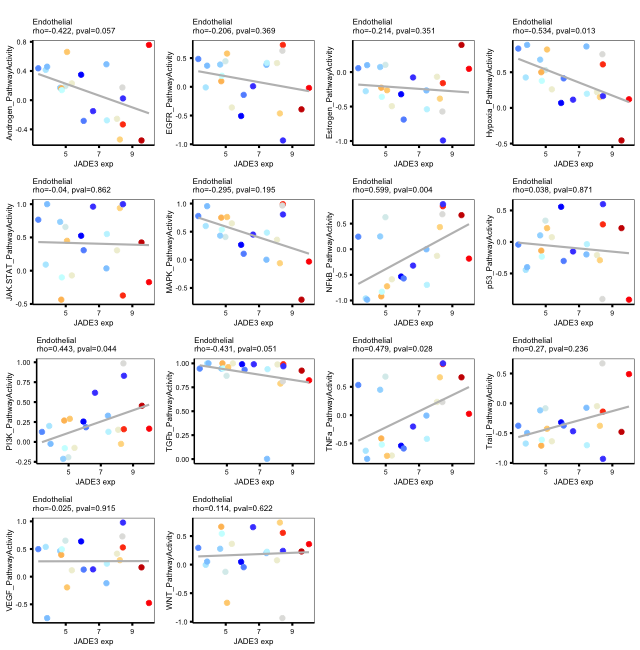 Endothelial
rho=-0.422, pval=0.057
Androgen_PathwayActivity
0.8
0.4
0.0
-0.4
5 7 9
JADE3 exp
Endothelial
rho=-0.206, pval=0.369
EGFR_PathwayActivity
0.5
0.0
-0.5
-1.0
5 7 9
JADE3 exp
Endothelial
rho=-0.214, pval=0.351
Estrogen_PathwayActivity
0.0
-0.5
-1.0
5 7 9
JADE3 exp
Endothelial
rho=-0.534, pval=0.013
Hypoxia_PathwayActivity
0.5
0.0
-0.5
5 7 9
JADE3 exp
Endothelial
rho=-0.04, pval=0.862
JAK.STAT_PathwayActivity
1.0
0.5
0.0
-0.5
5 7 9
JADE3 exp
Endothelial
rho=-0.295, pval=0.195
MAPK_PathwayActivity
1.0
0.5
0.0
-0.5
5 7 9
JADE3 exp
Endothelial
rho=0.599, pval=0.004
NFkB_PathwayActivity
0.5
0.0
-0.5
-1.0
5 7 9
JADE3 exp
Endothelial
rho=0.038, pval=0.871
p53_PathwayActivity
0.5
0.0
-0.5
5 7 9
JADE3 exp
Endothelial
rho=0.443, pval=0.044
PI3K_PathwayActivity
1.00
0.75
0.50
0.25
0.00
-0.25
5 7 9
JADE3 exp
Endothelial
rho=-0.431, pval=0.051
TGFb_PathwayActivity
1.00
0.75
0.50
0.25
0.00
5 7 9
JADE3 exp
Endothelial
rho=0.479, pval=0.028
TNFa_PathwayActivity
0.5
0.0
-0.5
5 7 9
JADE3 exp
Endothelial
rho=0.27, pval=0.236
Trail_PathwayActivity
0.5
0.0
-0.5
-1.0
5 7 9
JADE3 exp
Endothelial
rho=-0.025, pval=0.915
VEGF_PathwayActivity
1.0
0.5
0.0
-0.5
5 7 9
JADE3 exp
Endothelial
rho=0.114, pval=0.622
WNT_PathwayActivity
0.5
0.0
-0.5
-1.0
5 7 9
JADE3 exp